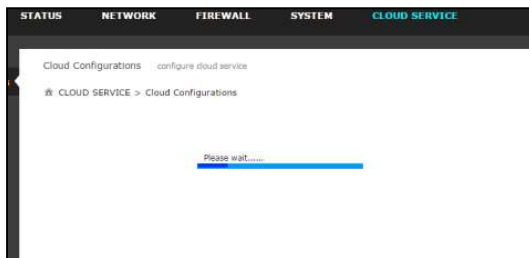 STATUS NETWORK FIREWALL SYSTEM CLOUD SERVICE
Cloud Configurations configure cloud service
CLOUD SERVICE > Cloud Configurations
Please wait......